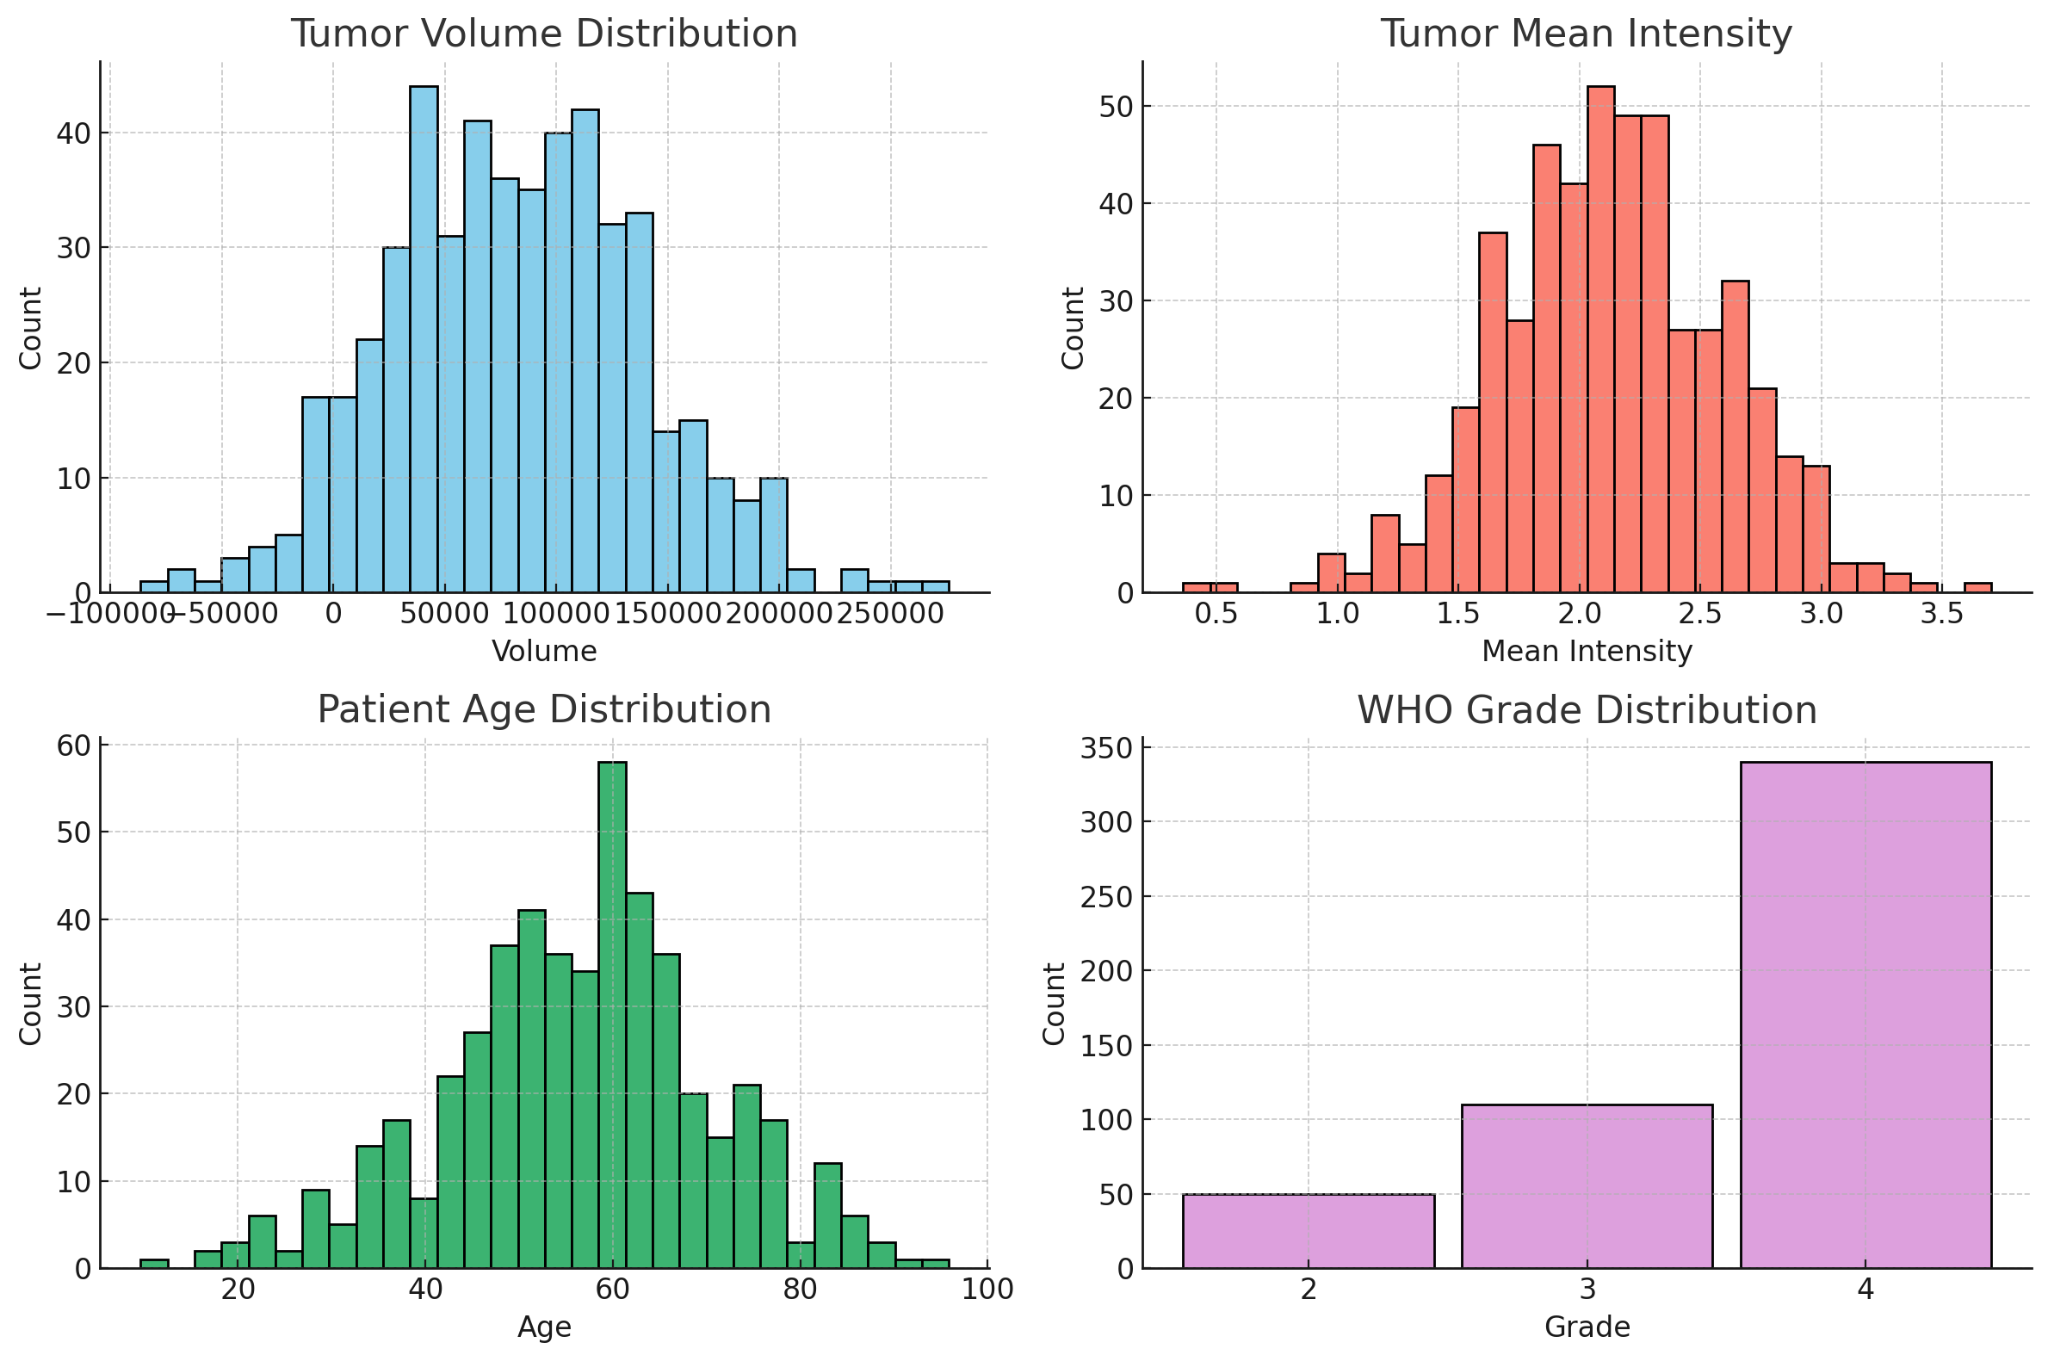 Tumor Volume Distribution
Count
40
30
20
10
0
−100000 −50000 0 50000 100000 150000 200000 250000
Volume
Tumor Mean Intensity
Count
50
40
30
20
10
0
0.5 1.0 1.5 2.0 2.5 3.0 3.5
Mean Intensity
Patient Age Distribution
Count
60
50
40
30
20
10
0
20 40 60 80 100
Age
WHO Grade Distribution
Count
350
300
250
200
150
100
50
0
2 3 4
Grade